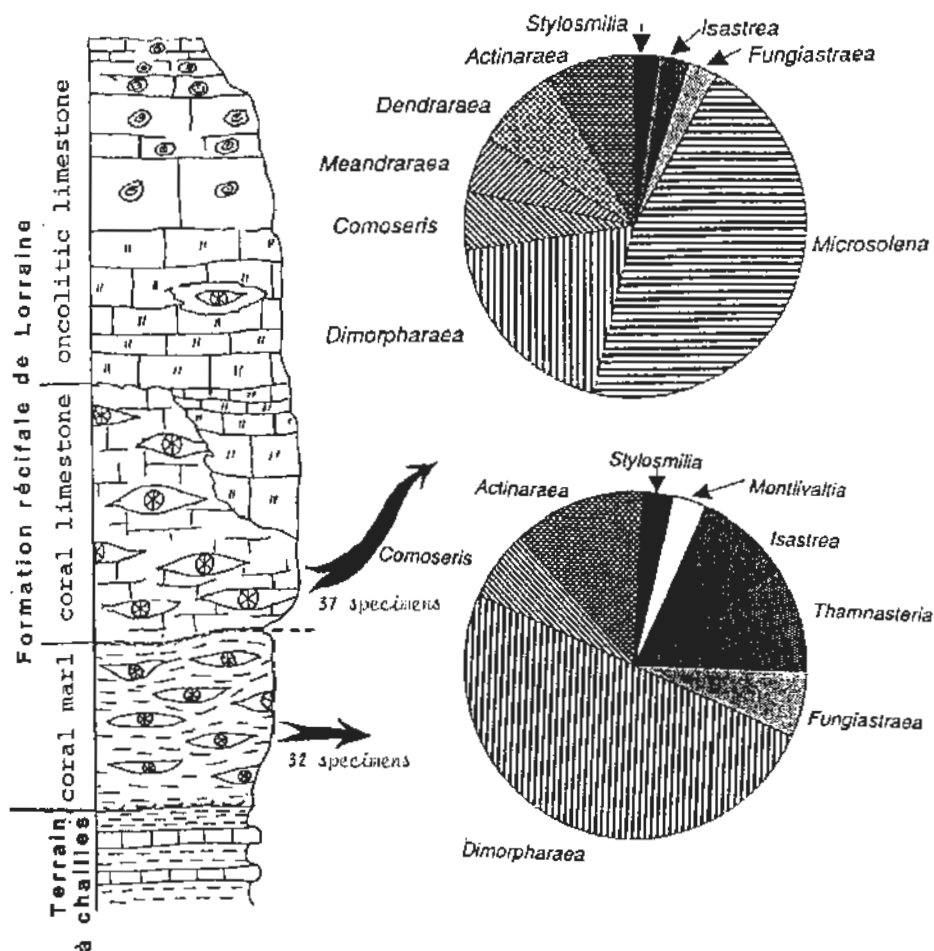 Formation récifale de Lorraine
oncolitic limestone
coral limestone
coral marl
Terrain
à chailles
Stylosmilia
Isastrea
Fungiastraea
Actinaraea
Dendraraea
Meandraraea
Comoseris
Microsolena
Dimorpharaea
37 specimens
Stylosmilia
Montlivaltia
Actinaraea
Isastrea
Comoseris
Thamnasteria
Fungiastraea
32 specimens
Dimorpharaea